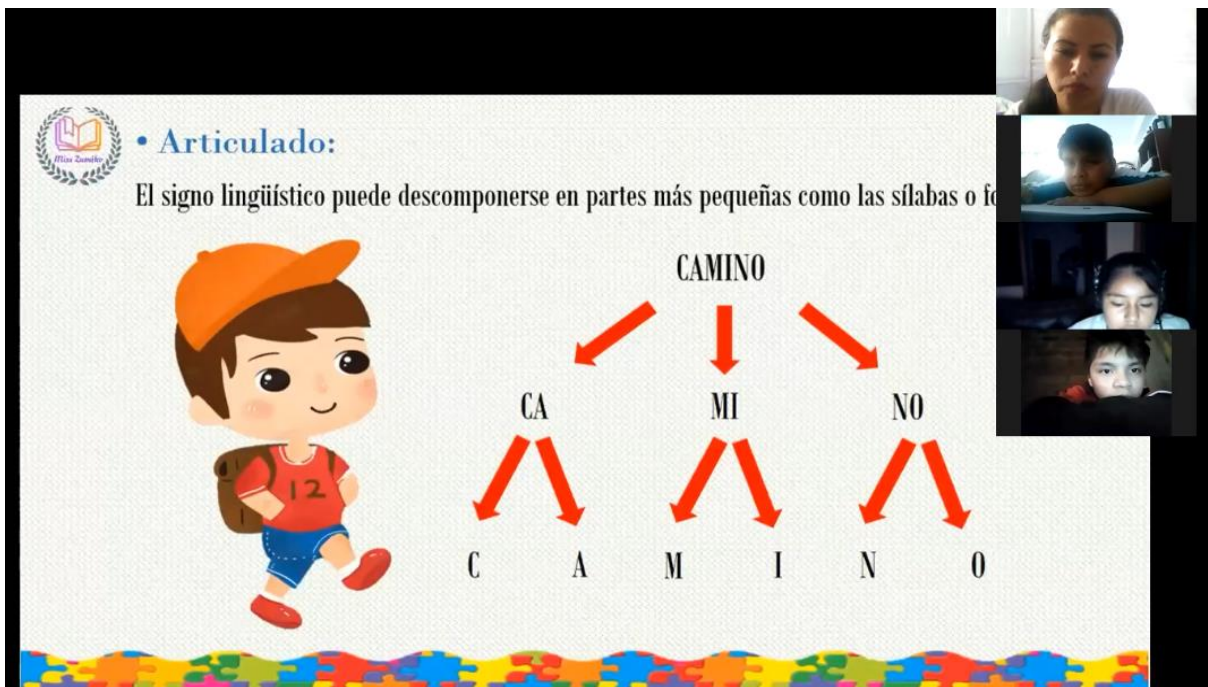 Miss Zumiko
• Articulado:
El signo lingüístico puede descomponerse en partes más pequeñas como las sílabas o
CAMINO
CA MI NO
12
C A M I N O